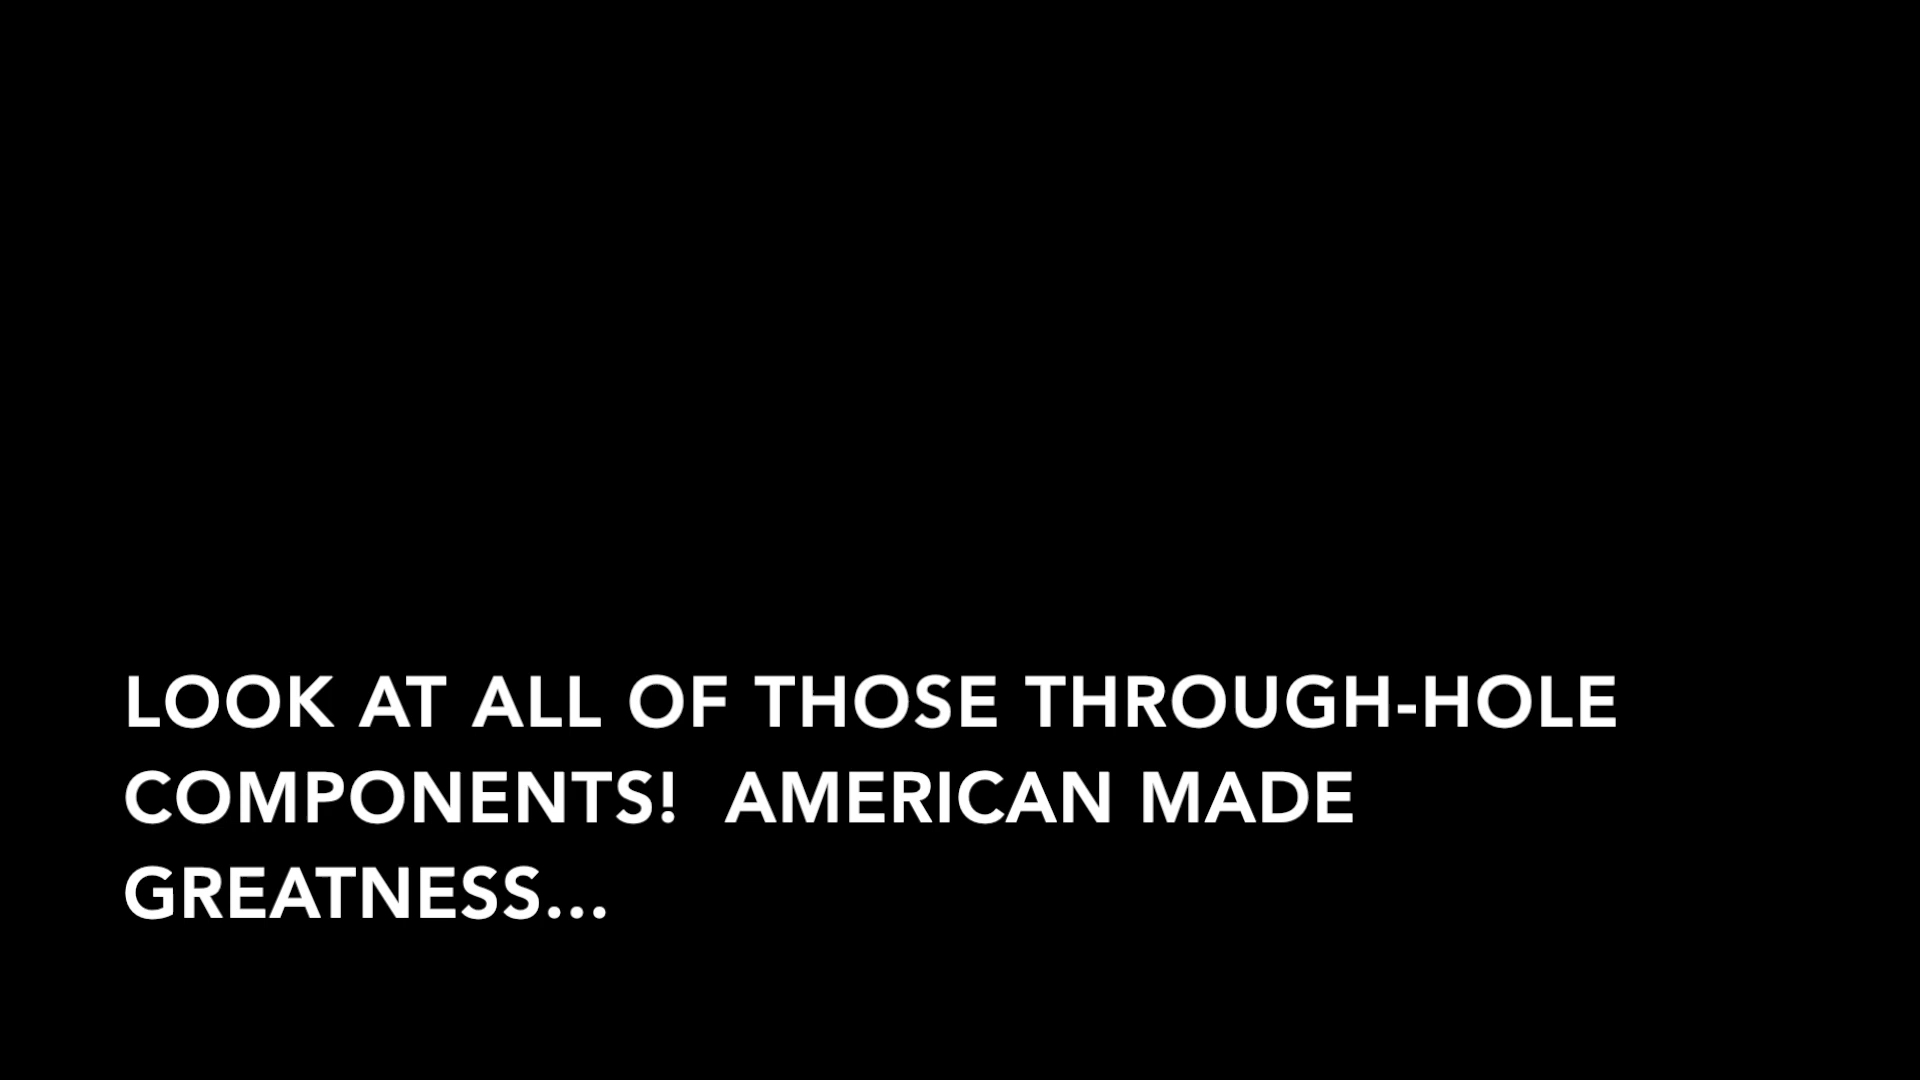 LOOK AT ALL OF THOSE THROUGH-HOLE
COMPONENTS!  AMERICAN MADE
GREATNESS...